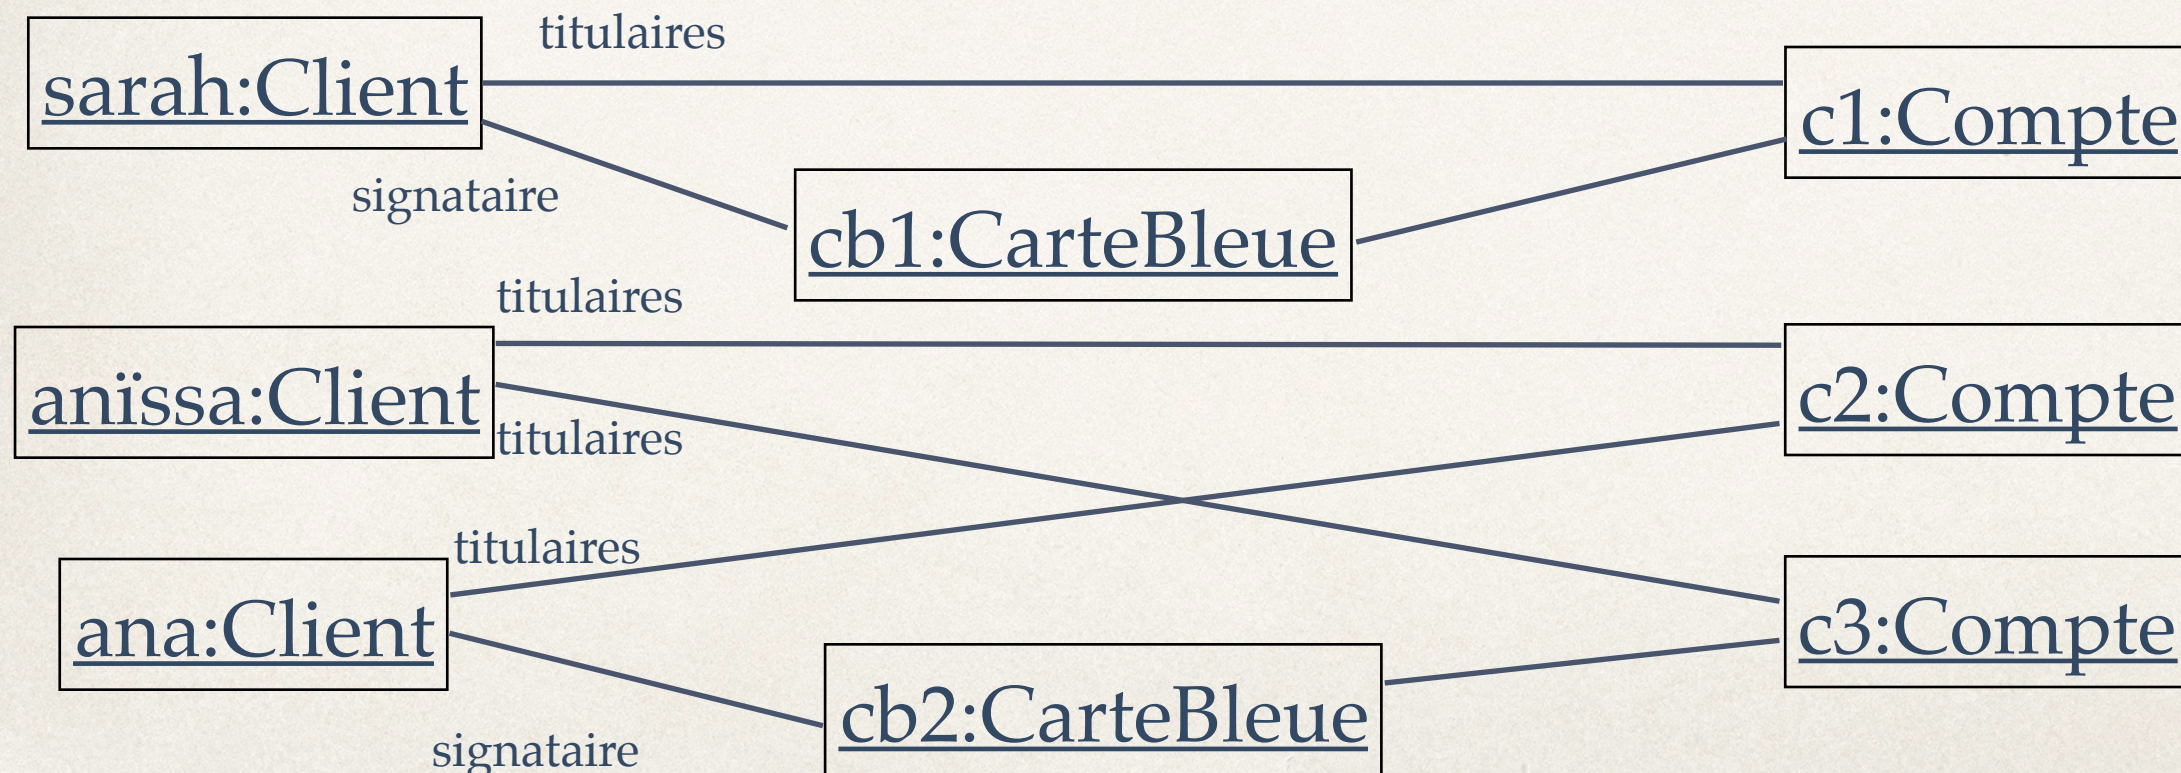 titulaires
sarah:Client
c1:Compte
signataire
cb1:CarteBleue
titulaires
anïssa:Client
c2:Compte
titulaires
titulaires
ana:Client
c3:Compte
cb2:CarteBleue
signataire